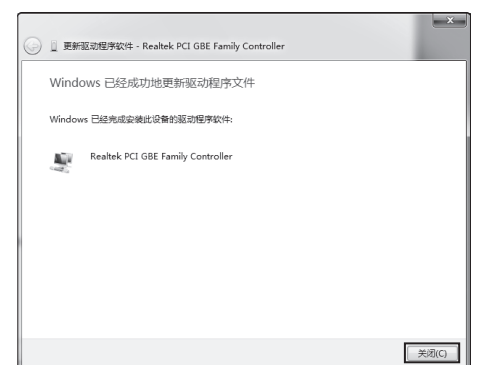 更新驱动程序软件 - Realtek PCI GBE Family Controller
Windows 已经成功地更新驱动程序文件
Windows 已经完成安装此设备的驱动程序软件:
Realtek PCI GBE Family Controller
关闭(C)